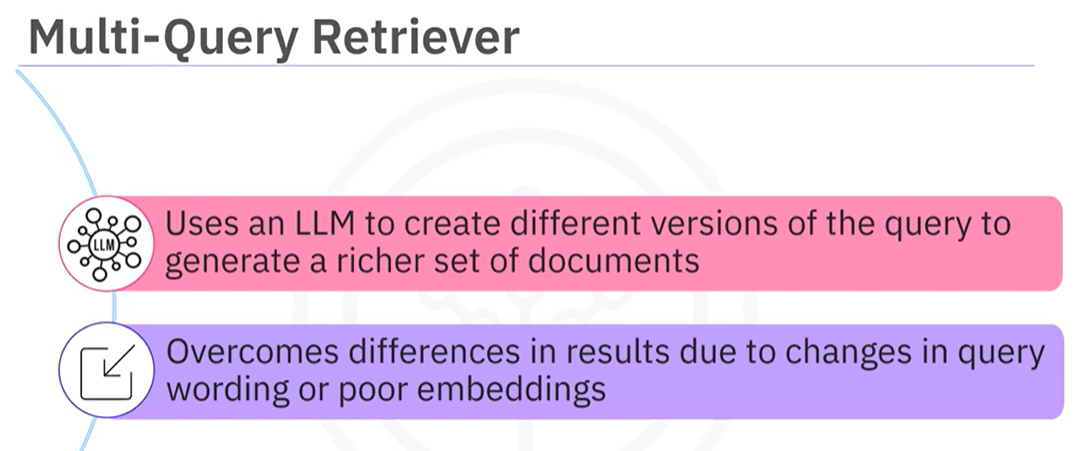 Multi-Query Retriever
Uses an LLM to create different versions of the query to
generate a richer set of documents
LLM
Overcomes differences in results due to changes in query
wording or poor embeddings